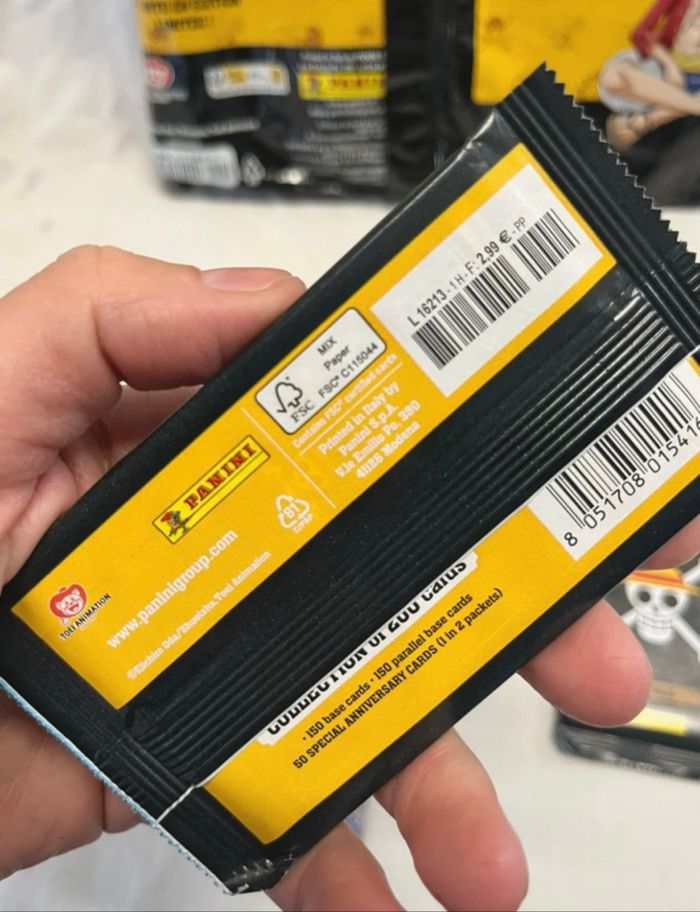 L 16213 - 1 H - F: 2,99 € - PP
MIX
Paper
FSC
FSC® C115044
Contains FSC® certified cards
Printed in Italy by
Panini S.p.A.
V.le Emilio Po, 380
41126 Modena
PANINI
81
C/PAP
TOEI ANIMATION
www.paninigroup.com
©Eiichiro Oda/Shueisha, Toei Animation
8 051708 01541
COLLECTION OF 200 cards
• 150 base cards • 150 parallel base cards
50 SPECIAL ANNIVERSARY CARDS (1 in 2 packets)
PANINI